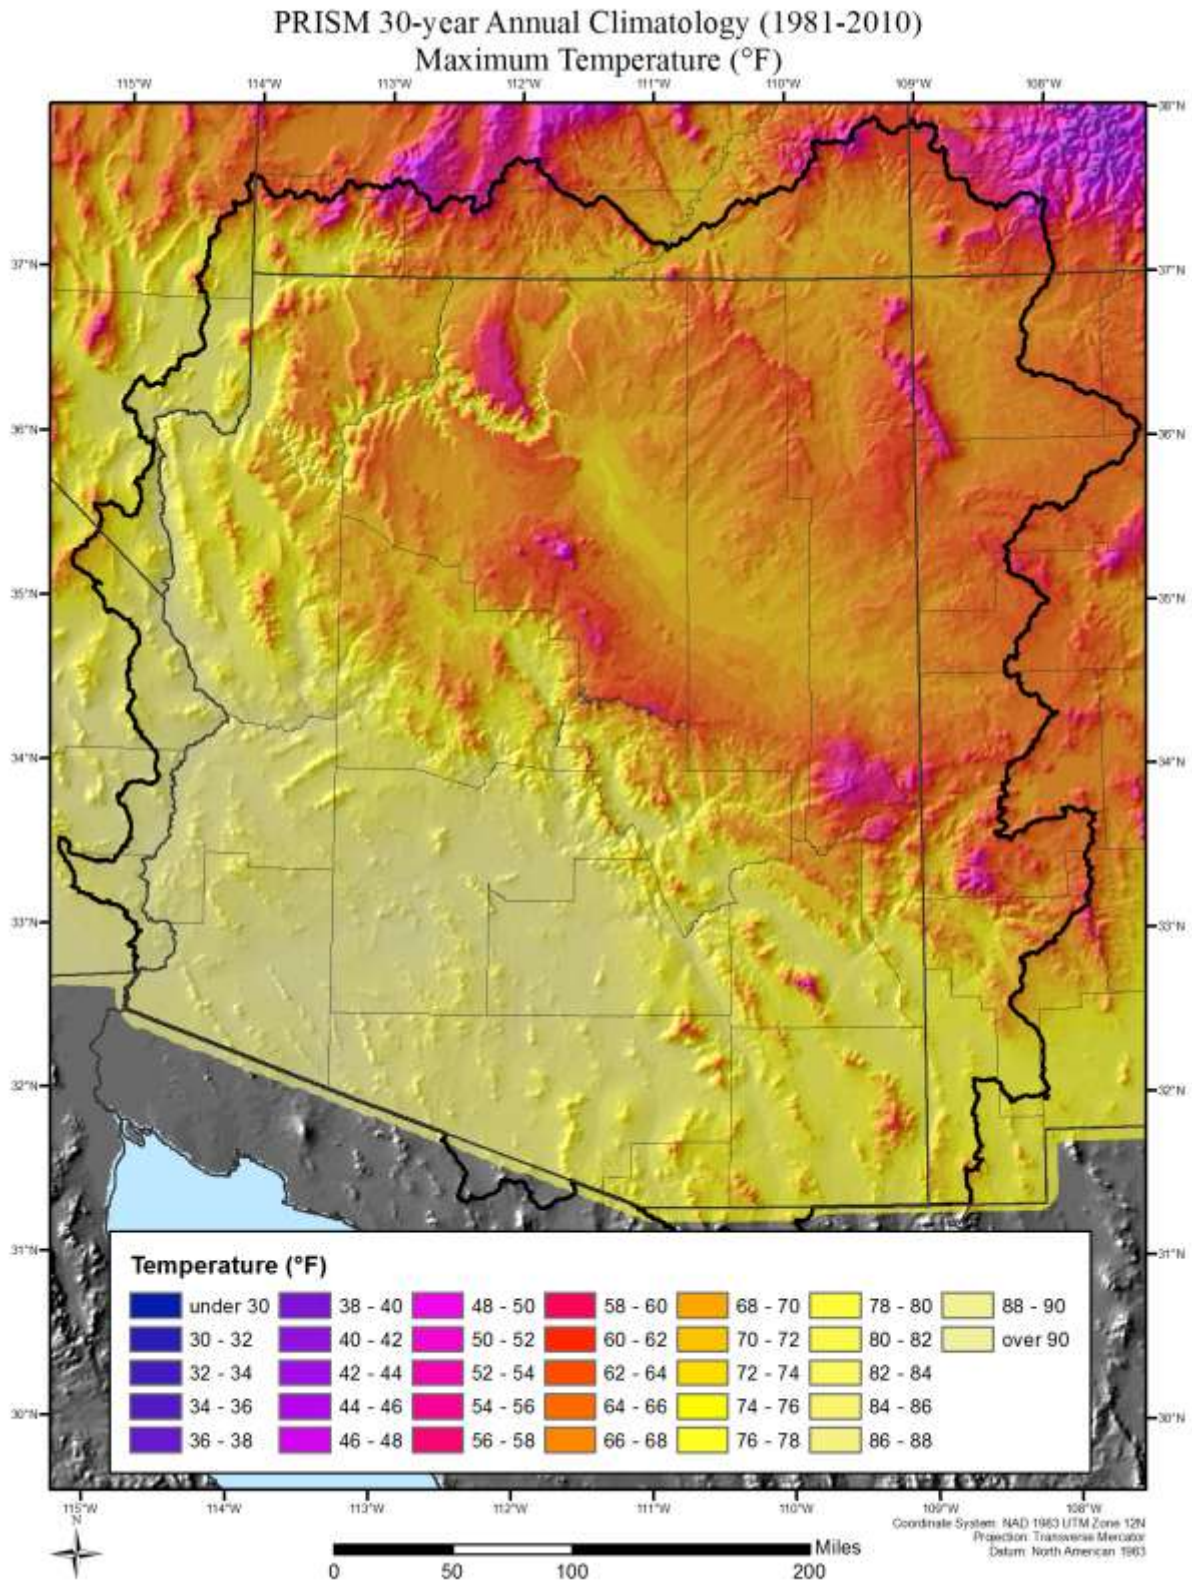 PRISM 30-year Annual Climatology (1981-2010)
Maximum Temperature (°F)
115°W 114°W 113°W 112°W 111°W 110°W 109°W 108°W
38°N
37°N 37°N
36°N 36°N
35°N 35°N
34°N 34°N
33°N 33°N
32°N 32°N
31°N 31°N
30°N 30°N
Temperature (°F)
under 30 38 - 40 48 - 50 58 - 60 68 - 70 78 - 80 88 - 90
30 - 32 40 - 42 50 - 52 60 - 62 70 - 72 80 - 82 over 90
32 - 34 42 - 44 52 - 54 62 - 64 72 - 74 82 - 84
34 - 36 44 - 46 54 - 56 64 - 66 74 - 76 84 - 86
36 - 38 46 - 48 56 - 58 66 - 68 76 - 78 86 - 88
115°W 114°W 113°W 112°W 111°W 110°W 109°W 108°W
N
Coordinate System: NAD 1983 UTM Zone 12N
Projection: Transverse Mercator
Datum: North American 1983
Miles
0 50 100 200